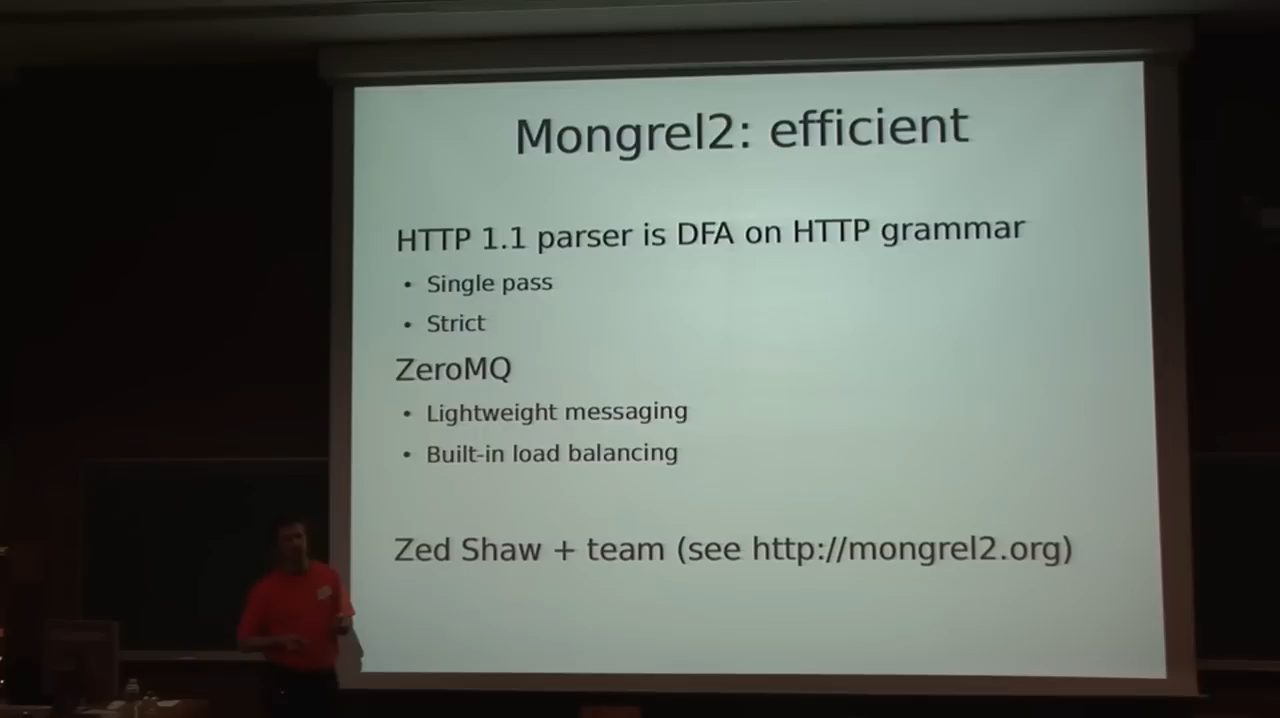 Mongrel2: efficient
HTTP 1.1 parser is DFA on HTTP grammar
• Single pass
• Strict
ZeroMQ
• Lightweight messaging
• Built-in load balancing
Zed Shaw + team (see http://mongrel2.org)